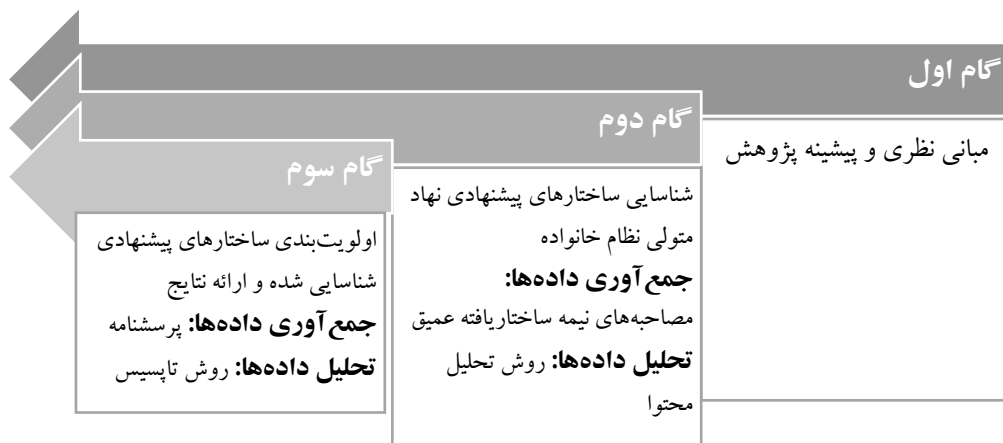 گام اول
مبانی نظری و پیشینه پژوهش
گام دوم
شناسایی ساختارهای پیشنهادی نهاد
متولی نظام خانواده
جمع‌آوری داده‌ها:
مصاحبه‌های نیمه ساختاریافته عمیق
تحلیل داده‌ها: روش تحلیل
محتوا
گام سوم
اولویت‌بندی ساختارهای پیشنهادی
شناسایی شده و ارائه نتایج
جمع‌آوری داده‌ها: پرسشنامه
تحلیل داده‌ها: روش تاپسیس